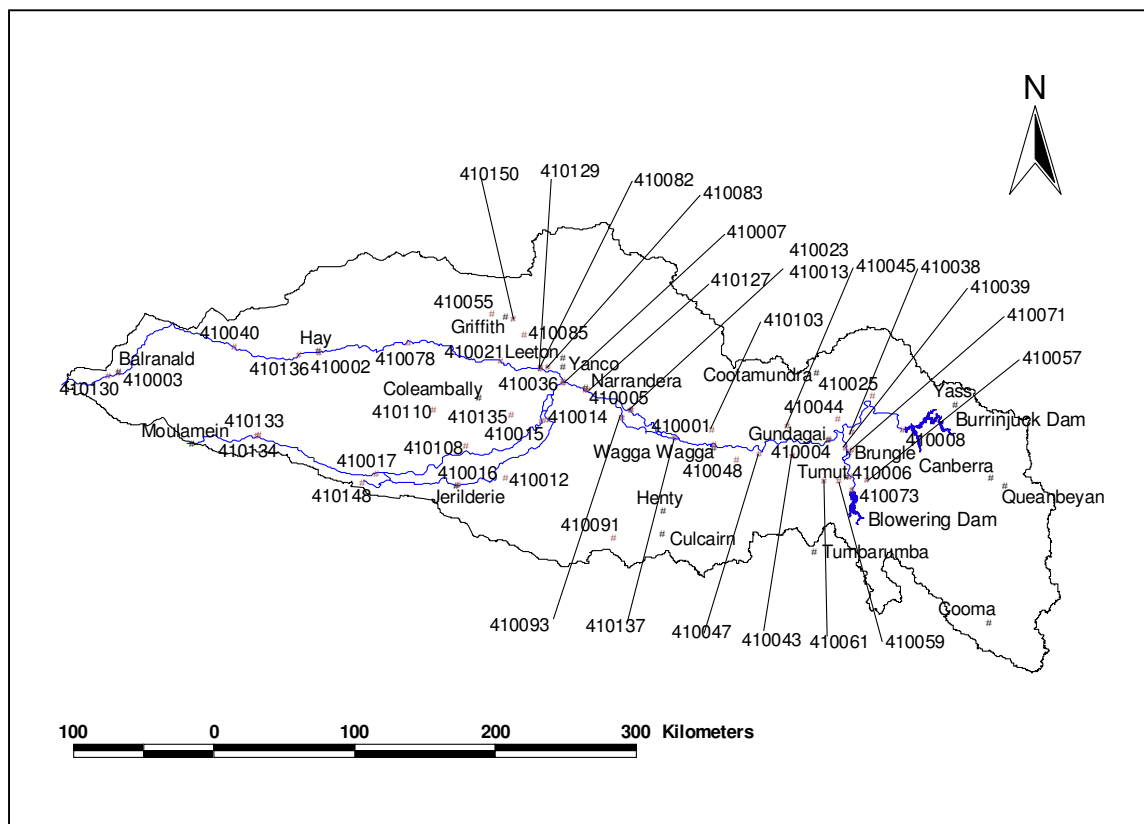 N
410150
410129
410082
410083
410007
410127
410023
410013
410045
410038
410039
410071
410057
410103
410055
Griffith
410085
410040
Hay
410136
410002
410078
410021
Leeton
Yanco
410036
Narrandera
410005
Cootamundra
410025
Yass
410044
Burrinjuck Dam
Balranald
410130
410003
Coleambally
410110
410135
410014
410015
410001
Gundagai
410008
410133
Moulamein
410134
410108
Wagga Wagga
410004
Brungle
410048
Canberra
410017
410016
410012
Tumut
410006
Queanbeyan
410148
Jerilderie
410073
Henty
Blowering Dam
410091
Culcairn
Tumbarumba
Cooma
410093
410137
410047
410043
410061
410059
100 0 100 200 300 Kilometers